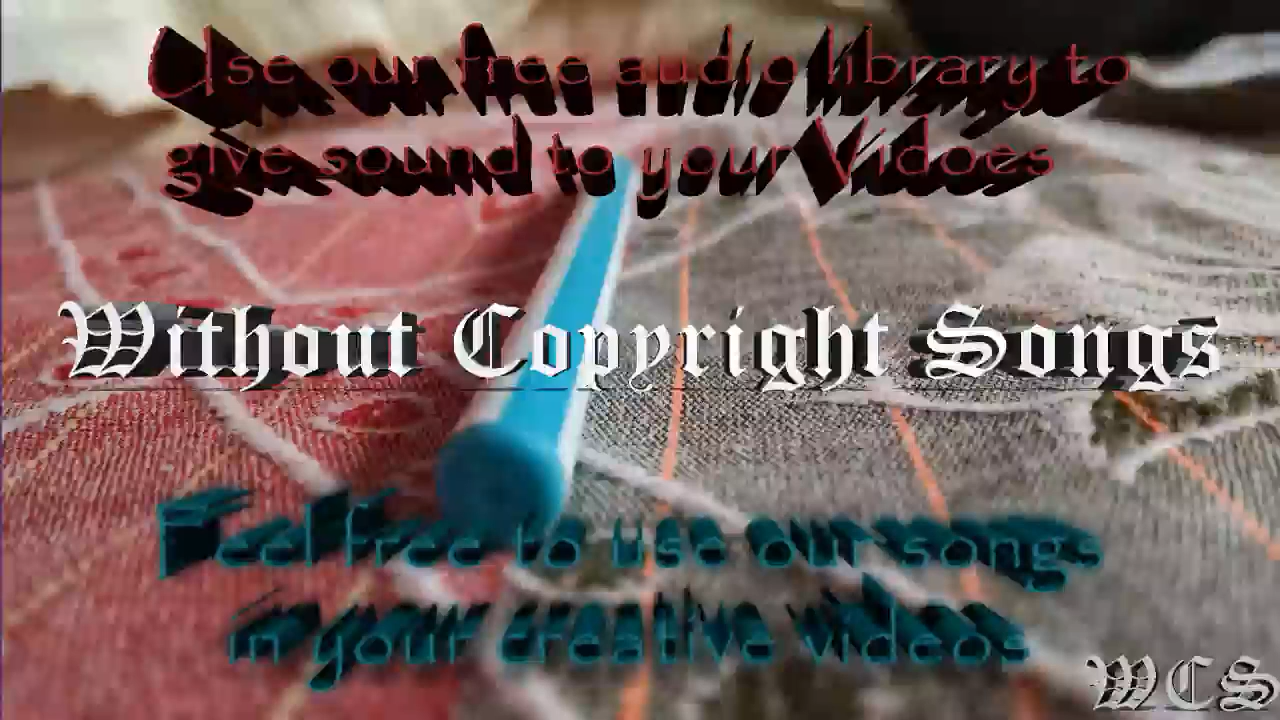 Use our free audio library to
give sound to your Vidoes
Without Copyright Songs
Feel free to use our songs
in your creative videos
WCS